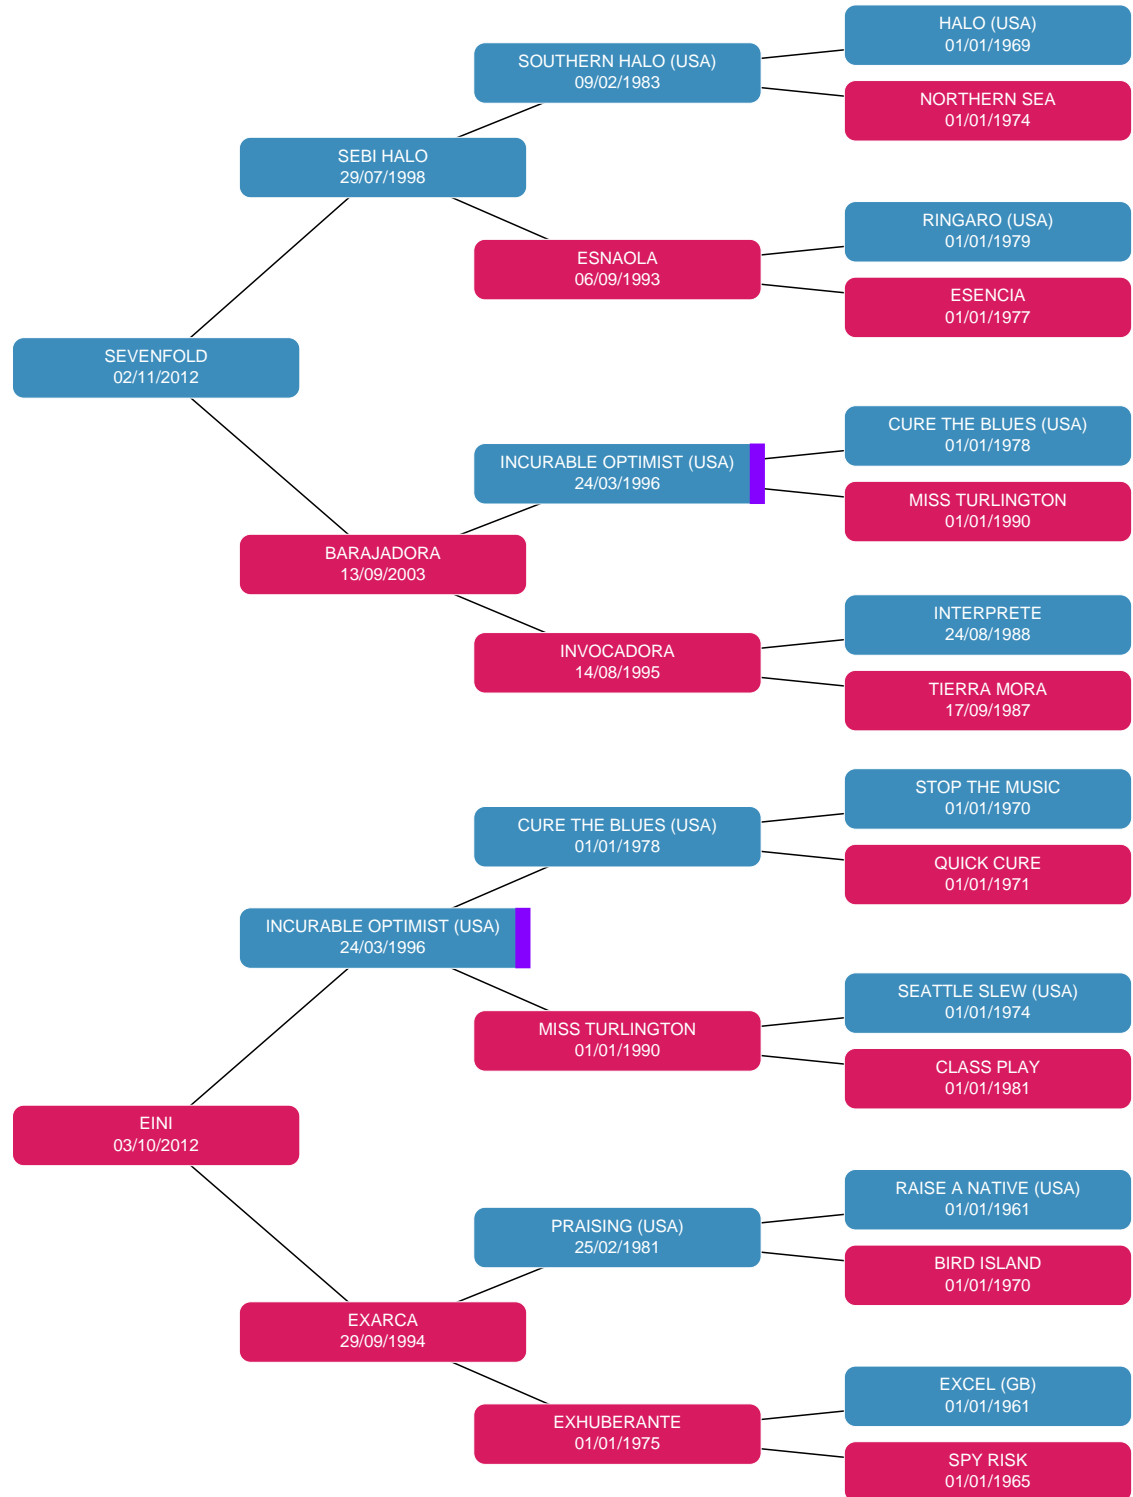 HALO (USA)
01/01/1969
SOUTHERN HALO (USA)
09/02/1983
NORTHERN SEA
01/01/1974
SEBI HALO
29/07/1998
RINGARO (USA)
01/01/1979
ESNAOLA
06/09/1993
ESENCIA
01/01/1977
SEVENFOLD
02/11/2012
CURE THE BLUES (USA)
01/01/1978
INCURABLE OPTIMIST (USA)
24/03/1996
MISS TURLINGTON
01/01/1990
BARAJADORA
13/09/2003
INTERPRETE
24/08/1988
INVOCADORA
14/08/1995
TIERRA MORA
17/09/1987
STOP THE MUSIC
01/01/1970
CURE THE BLUES (USA)
01/01/1978
QUICK CURE
01/01/1971
INCURABLE OPTIMIST (USA)
24/03/1996
SEATTLE SLEW (USA)
01/01/1974
MISS TURLINGTON
01/01/1990
CLASS PLAY
01/01/1981
EINI
03/10/2012
RAISE A NATIVE (USA)
01/01/1961
PRAISING (USA)
25/02/1981
BIRD ISLAND
01/01/1970
EXARCA
29/09/1994
EXCEL (GB)
01/01/1961
EXHUBERANTE
01/01/1975
SPY RISK
01/01/1965